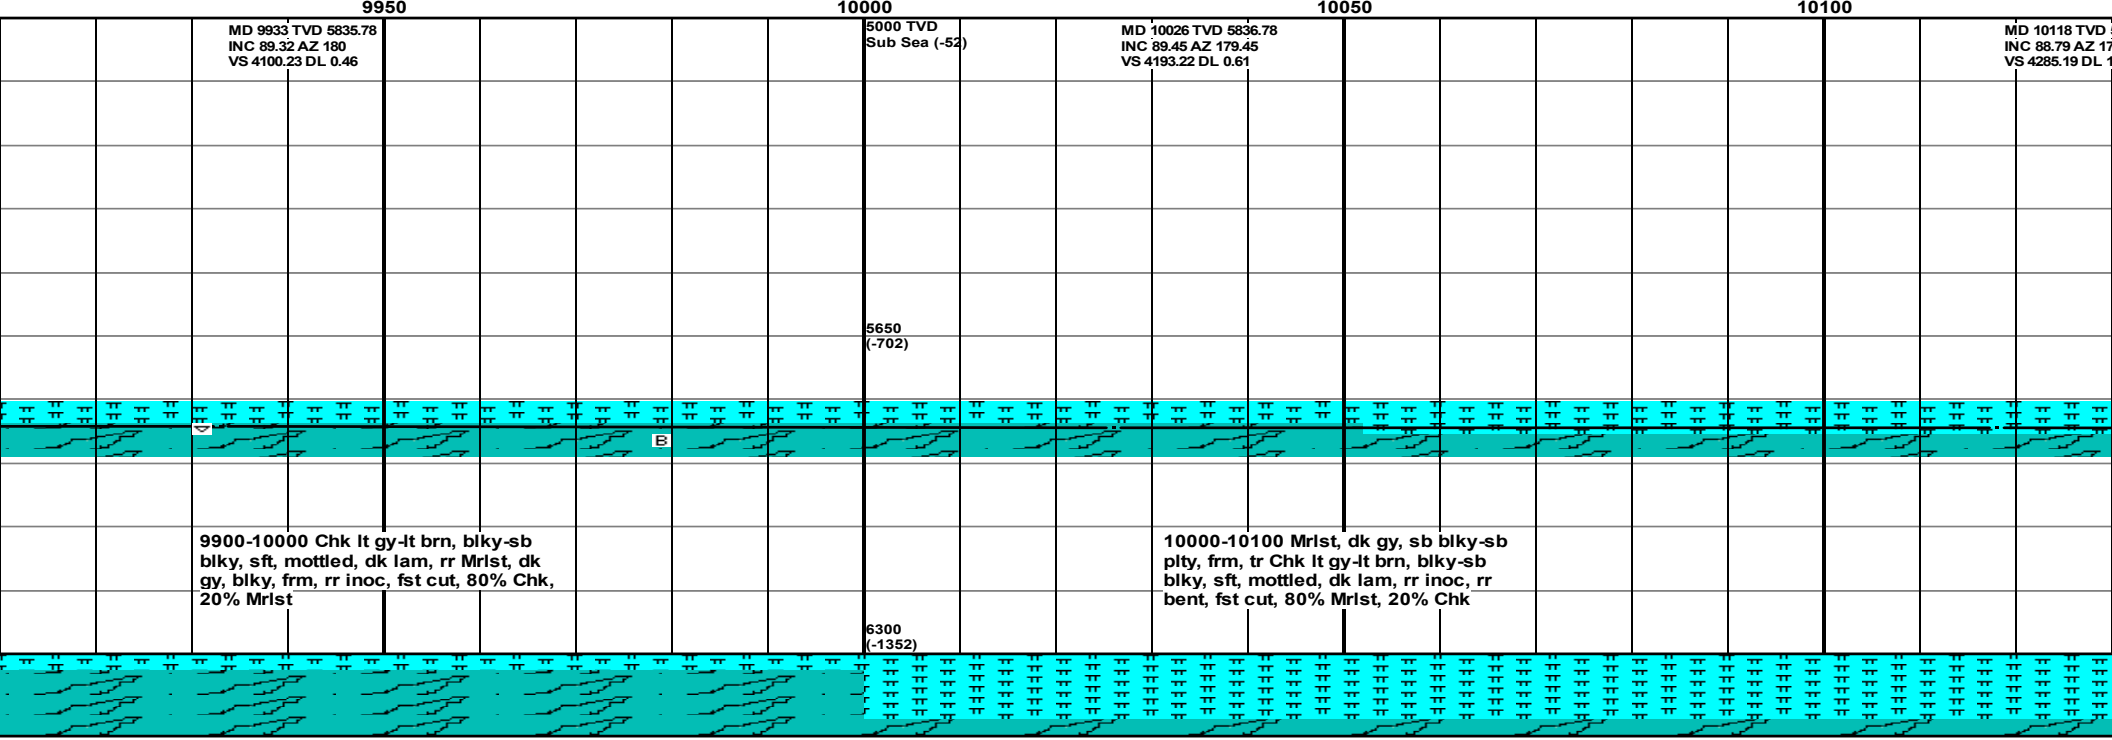 9950
10000
10050
10100
MD 9933 TVD 5835.78
INC 89.32 AZ 180
VS 4100.23 DL 0.46
5000 TVD
Sub Sea (-52)
MD 10026 TVD 5836.78
INC 89.45 AZ 179.45
VS 4193.22 DL 0.61
MD 10118 TVD
INC 88.79 AZ 17
VS 4285.19 DL 1
5650
(-702)
B
9900-10000 Chk lt gy-lt brn, blky-sb
blky, sft, mottled, dk lam, rr Mrlst, dk
gy, blky, frm, rr inoc, fst cut, 80% Chk,
20% Mrlst
10000-10100 Mrlst, dk gy, sb blky-sb
plty, frm, tr Chk lt gy-lt brn, blky-sb
blky, sft, mottled, dk lam, rr inoc, rr
bent, fst cut, 80% Mrlst, 20% Chk
6300
(-1352)